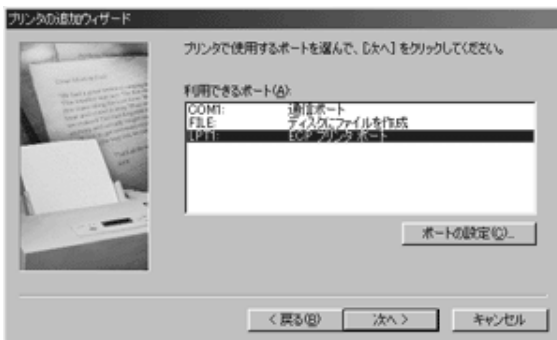 プリンタの追加ウィザード
プリンタで使用するポートを選んで、[次へ] をクリックしてください。
利用できるポート(A):
COM1: 通信ポート
FILE: ディスクにファイルを作成
LPT1: ECP プリンタ ポート
ポートの設定(C)...
< 戻る(B)
次へ >
キャンセル